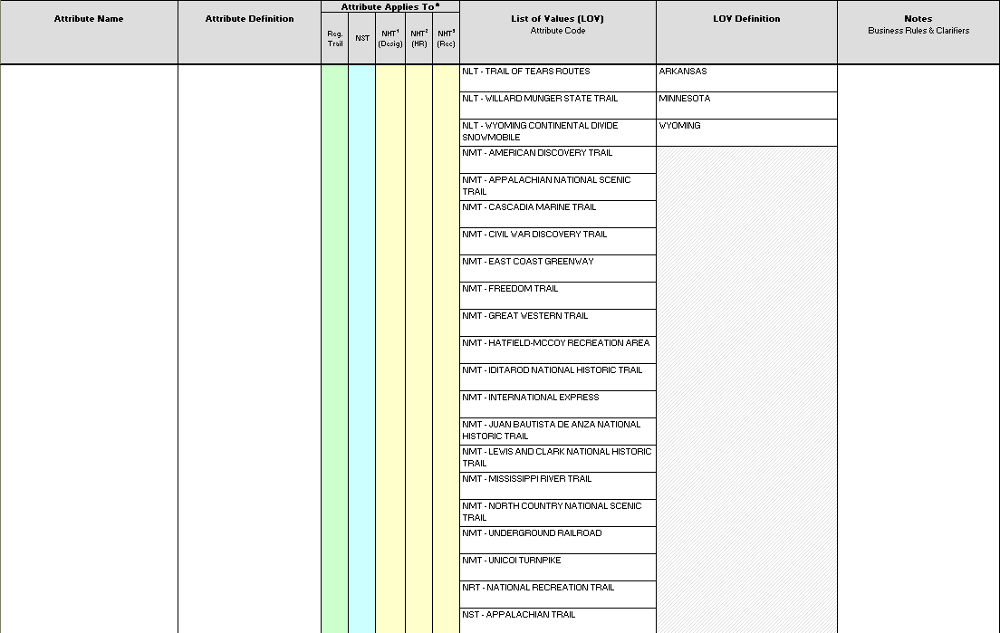 Attribute Name
Attribute Definition
Attribute Applies To*
Reg. Trail
NST
NHT1 (Desig)
NHT2 (HR)
NHT3 (Rec)
List of Values (LOV)
Attribute Code
LOV Definition
Notes
Business Rules & Clarifiers
NLT - TRAIL OF TEARS ROUTES
ARKANSAS
NLT - WILLARD MUNGER STATE TRAIL
MINNESOTA
NLT - WYOMING CONTINENTAL DIVIDE
SNOWMOBILE
WYOMING
NMT - AMERICAN DISCOVERY TRAIL
NMT - APPALACHIAN NATIONAL SCENIC
TRAIL
NMT - CASCADIA MARINE TRAIL
NMT - CIVIL WAR DISCOVERY TRAIL
NMT - EAST COAST GREENWAY
NMT - FREEDOM TRAIL
NMT - GREAT WESTERN TRAIL
NMT - HATFIELD-MCCOY RECREATION AREA
NMT - IDITAROD NATIONAL HISTORIC TRAIL
NMT - INTERNATIONAL EXPRESS
NMT - JUAN BAUTISTA DE ANZA NATIONAL
HISTORIC TRAIL
NMT - LEWIS AND CLARK NATIONAL HISTORIC
TRAIL
NMT - MISSISSIPPI RIVER TRAIL
NMT - NORTH COUNTRY NATIONAL SCENIC
TRAIL
NMT - UNDERGROUND RAILROAD
NMT - UNICOI TURNPIKE
NRT - NATIONAL RECREATION TRAIL
NST - APPALACHIAN TRAIL